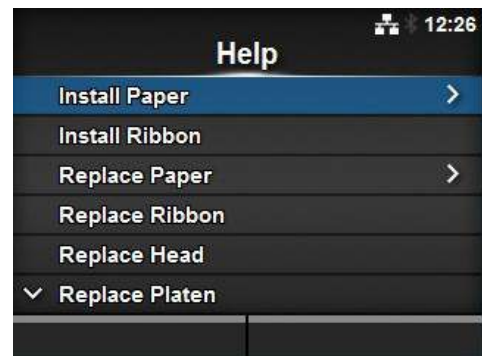 12:26
Help
Install Paper
Install Ribbon
Replace Paper
Replace Ribbon
Replace Head
Replace Platen